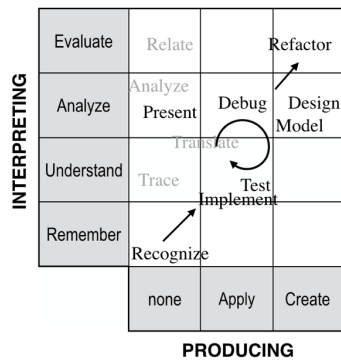 Evaluate
Relate
Refactor
Analyze
Analyze
Present
Debug
Design
Model
Translate
Understand
Trace
Test
Implement
Remember
Recognize
none
Apply
Create
PRODUCING
INTERPRETING